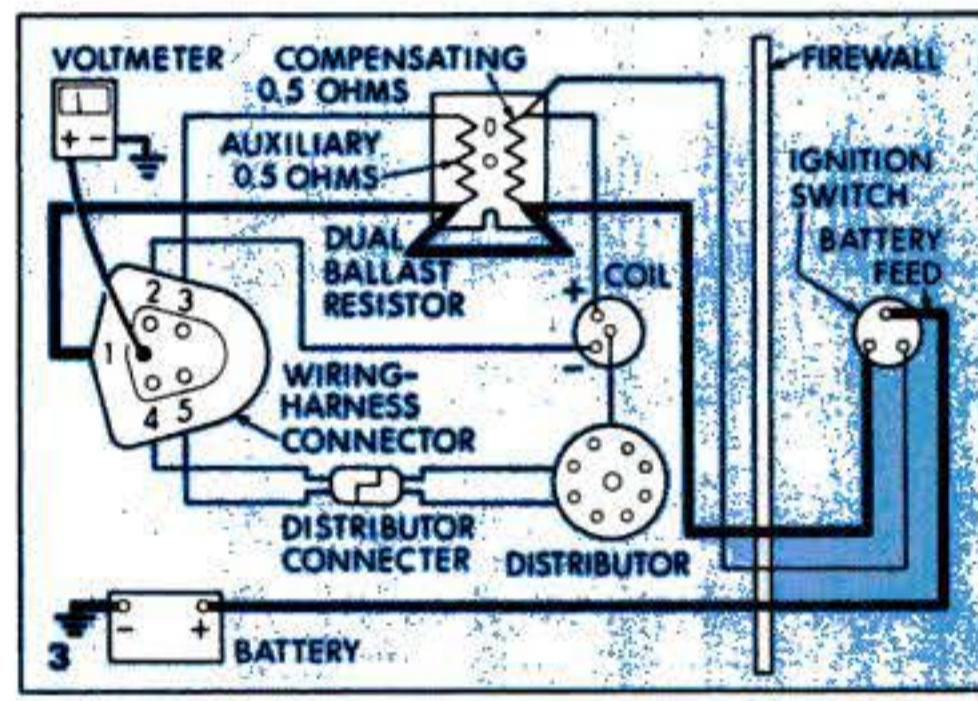 VOLTMETER
+ -
COMPENSATING
0.5 OHMS
AUXILIARY
0.5 OHMS
FIREWALL
IGNITION
SWITCH
BATTERY
FEED
DUAL
BALLAST
RESISTOR
COIL
+
-
2 3
1
4 5
WIRING-
HARNESS
CONNECTOR
DISTRIBUTOR
CONNECTER
DISTRIBUTOR
- +
BATTERY
3